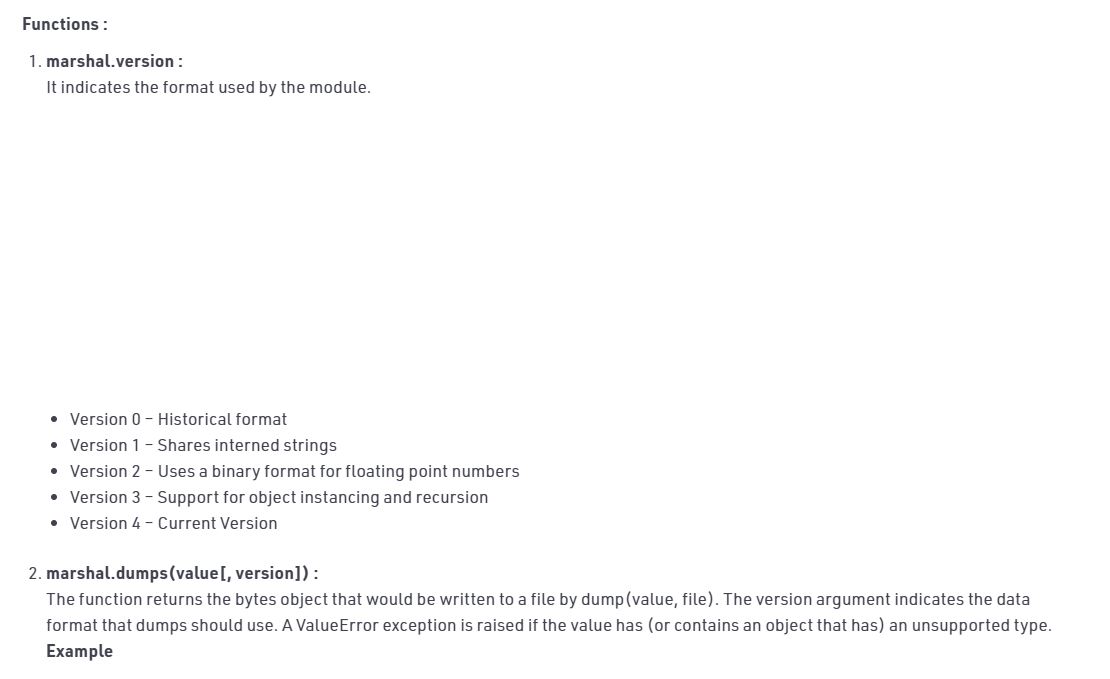 Functions :
1. marshal.version :
It indicates the format used by the module.
• Version 0 – Historical format
• Version 1 – Shares interned strings
• Version 2 – Uses a binary format for floating point numbers
• Version 3 – Support for object instancing and recursion
• Version 4 – Current Version
2. marshal.dumps(value[, version]) :
The function returns the bytes object that would be written to a file by dump(value, file). The version argument indicates the data
format that dumps should use. A ValueError exception is raised if the value has (or contains an object that has) an unsupported type.
Example